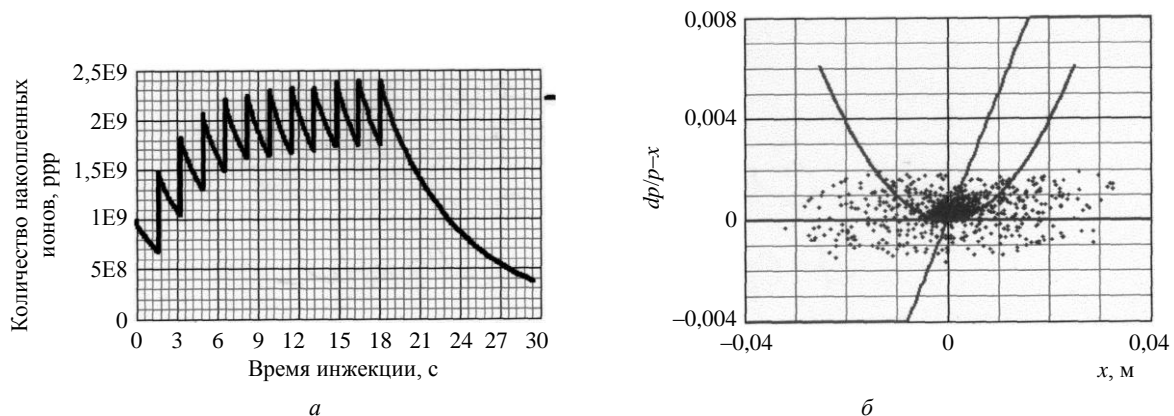 Количество накопленных
ионов, ppp
2,5E9
2E9
1,5E9
1E9
5E8
0
0 3 6 9 12 15 18 21 24 27 30
Время инжекции, с
а
dp/p–x
0,008
0,004
0
–0,004
–0,04 0 0,04
x, м
б